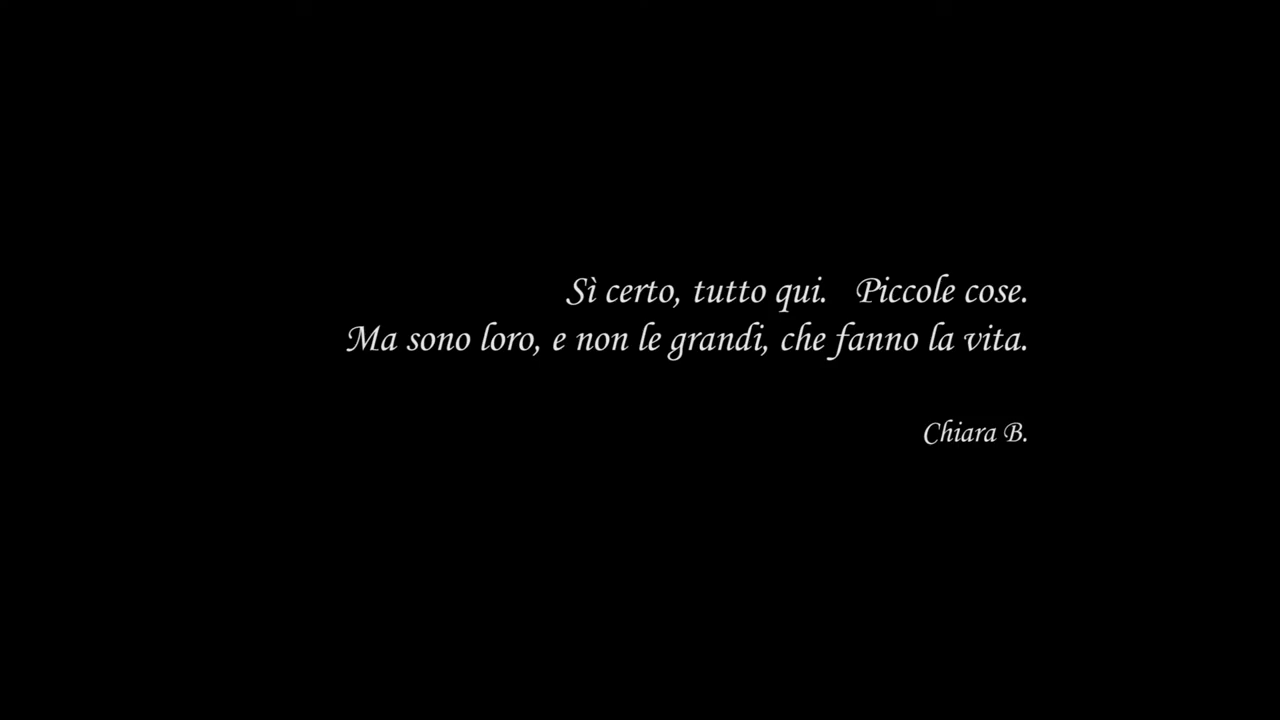 Sì certo, tutto qui. Piccole cose.
Ma sono loro, e non le grandi, che fanno la vita.
Chiara B.